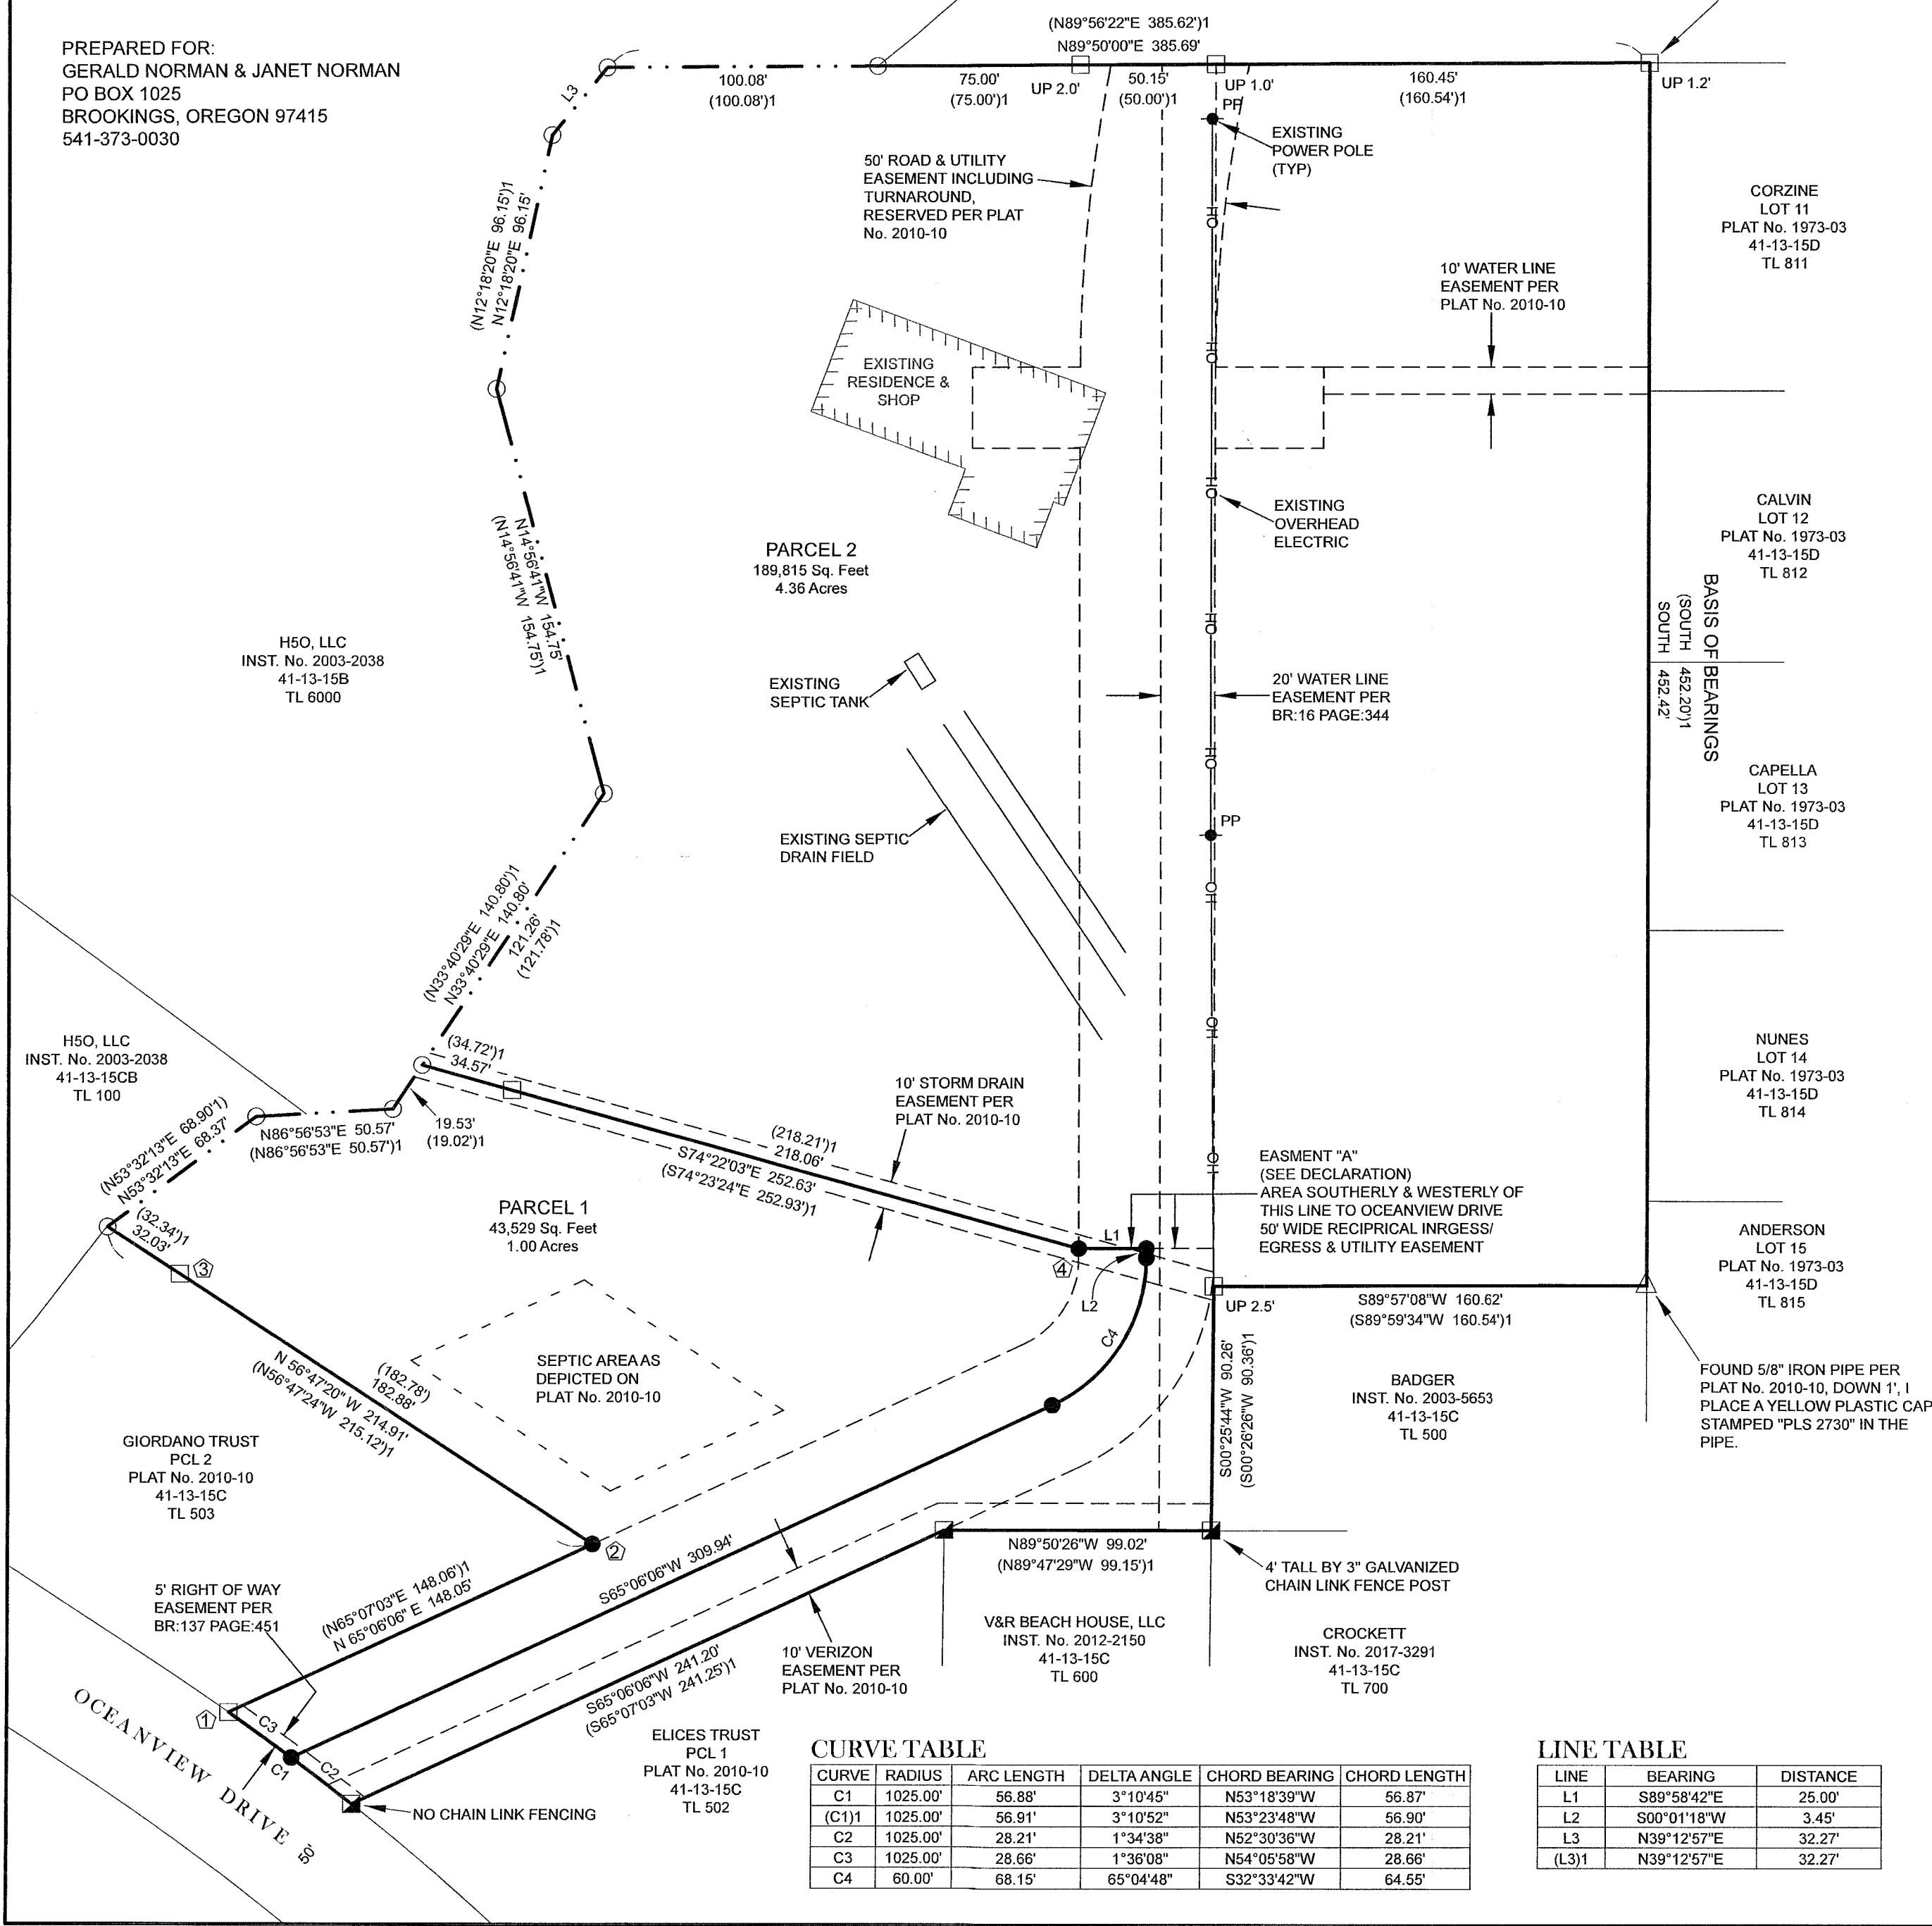 PREPARED FOR:
GERALD NORMAN & JANET NORMAN
PO BOX 1025
BROOKINGS, OREGON 97415
541-373-0030
(N89°56'22"E 385.62')1
N89°50'00"E 385.69'
L3
100.08'
(100.08')1
75.00'
(75.00')1
UP 2.0'
50.15'
(50.00')1
UP 1.0'
PP
160.45'
(160.54')1
UP 1.2'
EXISTING
POWER POLE
(TYP)
50' ROAD & UTILITY
EASEMENT INCLUDING
TURNAROUND,
RESERVED PER PLAT
No. 2010-10
CORZINE
LOT 11
PLAT No. 1973-03
41-13-15D
TL 811
(N12°18'20"E 96.15')1
N12°18'20"E 96.15'
10' WATER LINE
EASEMENT PER
PLAT No. 2010-10
EXISTING
RESIDENCE &
SHOP
OH
OH
OH
EXISTING
OVERHEAD
ELECTRIC
CALVIN
LOT 12
PLAT No. 1973-03
41-13-15D
TL 812
N14°56'41"W 154.75'
(N14°56'41"W 154.75')1
PARCEL 2
189,815 Sq. Feet
4.36 Acres
BASIS OF BEARINGS
(SOUTH 452.20')1
SOUTH 452.42'
H5O, LLC
INST. No. 2003-2038
41-13-15B
TL 6000
OH
EXISTING
SEPTIC TANK
20' WATER LINE
EASEMENT PER
BR:16 PAGE:344
OH
CAPELLA
LOT 13
PLAT No. 1973-03
41-13-15D
TL 813
PP
EXISTING SEPTIC
DRAIN FIELD
OH
(N33°40'29"E 140.80')1
N33°40'29"E 140.80'
121.26'
(121.78')1
OH
H5O, LLC
INST. No. 2003-2038
41-13-15CB
TL 100
(34.72')1
34.57'
NUNES
LOT 14
PLAT No. 1973-03
41-13-15D
TL 814
10' STORM DRAIN
EASEMENT PER
PLAT No. 2010-10
19.53'
(19.02')1
N86°56'53"E 50.57'
(N86°56'53"E 50.57')1
(N53°32'13"E 68.90'1)
N53°32'13"E 68.37'
(218.21')1
218.06'
S74°22'03"E 252.63'
(S74°23'24"E 252.93')1
OH
EASMENT "A"
(SEE DECLARATION)
AREA SOUTHERLY & WESTERLY OF
THIS LINE TO OCEANVIEW DRIVE
50' WIDE RECIPRICAL INRGESS/
EGRESS & UTILITY EASEMENT
PARCEL 1
43,529 Sq. Feet
1.00 Acres
(32.34')1
32.03'
3
L1
4
L2
ANDERSON
LOT 15
PLAT No. 1973-03
41-13-15D
TL 815
UP 2.5'
S89°57'08"W 160.62'
(S89°59'34"W 160.54')1
C4
S00°25'44"W 90.26'
(S00°26'26"W 90.36')1
SEPTIC AREA AS
DEPICTED ON
PLAT No. 2010-10
(182.78')
182.88'
N 56°47'20" W 214.91'
(N56°47'24"W 215.12')1
BADGER
INST. No. 2003-5653
41-13-15C
TL 500
FOUND 5/8" IRON PIPE PER
PLAT No. 2010-10, DOWN 1', I
PLACE A YELLOW PLASTIC CAP
STAMPED "PLS 2730" IN THE
PIPE.
GIORDANO TRUST
PCL 2
PLAT No. 2010-10
41-13-15C
TL 503
2
N89°50'26"W 99.02'
(N89°47'29"W 99.15')1
4' TALL BY 3" GALVANIZED
CHAIN LINK FENCE POST
S65°06'06"W 309.94'
5' RIGHT OF WAY
EASEMENT PER
BR:137 PAGE:451
(N65°07'03"E 148.06')1
N 65°06'06" E 148.05'
V&R BEACH HOUSE, LLC
INST. No. 2012-2150
41-13-15C
TL 600
CROCKETT
INST. No. 2017-3291
41-13-15C
TL 700
10' VERIZON
EASEMENT PER
PLAT No. 2010-10
S65°06'06"W 241.20'
(S65°07'03"W 241.25')1
1
C3
C1
C2
OCEANVIEW DRIVE 50'
ELICES TRUST
PCL 1
PLAT No. 2010-10
41-13-15C
TL 502
NO CHAIN LINK FENCING
CURVE TABLE
CURVE RADIUS ARC LENGTH DELTA ANGLE CHORD BEARING CHORD LENGTH
C1 1025.00' 56.88' 3°10'45" N53°18'39"W 56.87'
(C1)1 1025.00' 56.91' 3°10'52" N53°23'48"W 56.90'
C2 1025.00' 28.21' 1°34'38" N52°30'36"W 28.21'
C3 1025.00' 28.66' 1°36'08" N54°05'58"W 28.66'
C4 60.00' 68.15' 65°04'48" S32°33'42"W 64.55'
LINE TABLE
LINE BEARING DISTANCE
L1 S89°58'42"E 25.00'
L2 S00°01'18"W 3.45'
L3 N39°12'57"E 32.27'
(L3)1 N39°12'57"E 32.27'